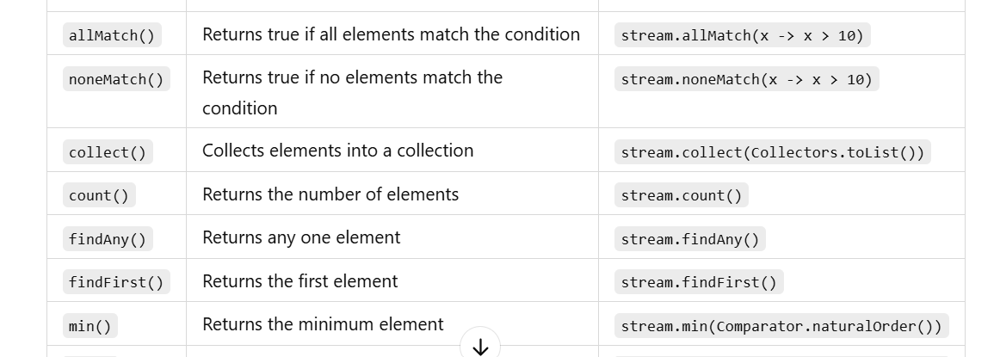 allMatch() Returns true if all elements match the condition stream.allMatch(x -> x > 10)
noneMatch() Returns true if no elements match the stream.noneMatch(x -> x > 10)
condition
collect() Collects elements into a collection stream.collect(Collectors.toList())
count() Returns the number of elements stream.count()
findAny() Returns any one element stream.findAny()
findFirst() Returns the first element stream.findFirst()
min() Returns the minimum element stream.min(Comparator.naturalOrder())